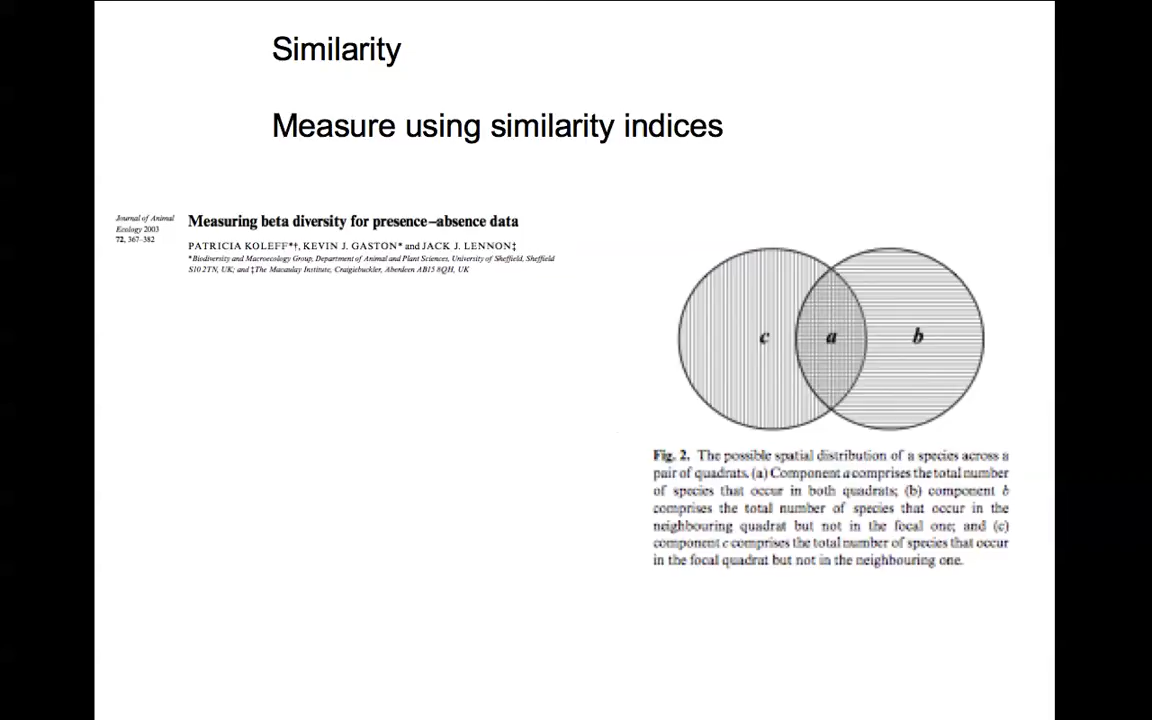 Similarity
Measure using similarity indices
Journal of Animal
Ecology 2003
72, 367–382
Measuring beta diversity for presence–absence data
PATRICIA KOLEFF*†, KEVIN J. GASTON* and JACK J. LENNON‡
*Biodiversity and Macroecology Group, Department of Animal and Plant Sciences, University of Sheffield, Sheffield
S10 2TN, UK; and ‡The Macaulay Institute, Craigiebuckler, Aberdeen AB15 8QH, UK
c a b
Fig. 2. The possible spatial distribution of a species across a
pair of quadrats. (a) Component a comprises the total number
of species that occur in both quadrats; (b) component b
comprises the total number of species that occur in the
neighbouring quadrat but not in the focal one; and (c)
component c comprises the total number of species that occur
in the focal quadrat but not in the neighbouring one.